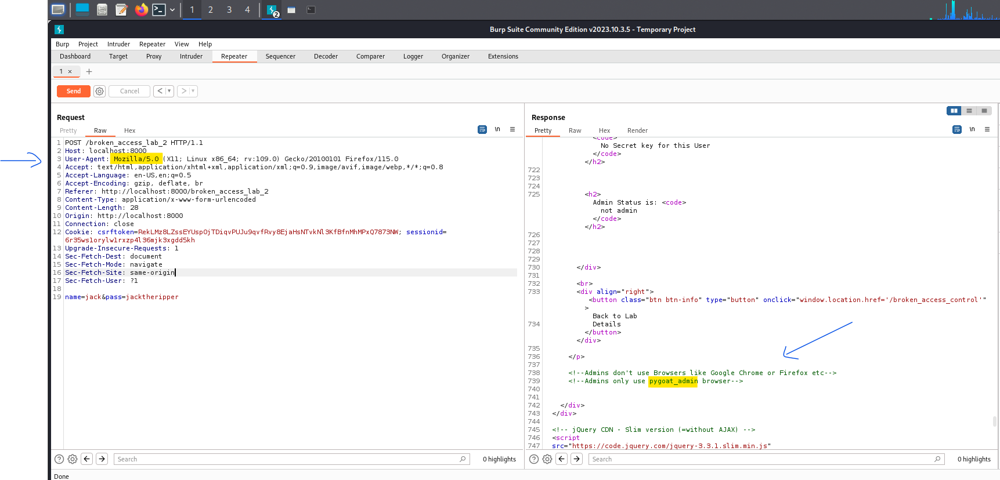 1 2 3 4 2
Burp Suite Community Edition v2023.10.3.5 - Temporary Project
Burp Project Intruder Repeater View Help
Dashboard Target Proxy Intruder Repeater Sequencer Decoder Comparer Logger Organizer Extensions
1 × +
Send Cancel < >
Request
Pretty Raw Hex \n
1 POST /broken_access_lab_2 HTTP/1.1
2 Host: localhost:8000
3 User-Agent: Mozilla/5.0 (X11; Linux x86_64; rv:109.0) Gecko/20100101 Firefox/115.0
4 Accept: text/html,application/xhtml+xml,application/xml;q=0.9,image/avif,image/webp,*/*;q=0.8
5 Accept-Language: en-US,en;q=0.5
6 Accept-Encoding: gzip, deflate, br
7 Referer: http://localhost:8000/broken_access_lab_2
8 Content-Type: application/x-www-form-urlencoded
9 Content-Length: 28
10 Origin: http://localhost:8000
11 Connection: close
12 Cookie: csrftoken=RekLMz8LZssEYUspOjTDiqvPUJu9qvfRvy8EjaHsNTvkNl3KfBfnMhMPxQ7873NW; sessionid=
6r35ws1orylw1rxzp4l36mjk3xgdd5kh
13 Upgrade-Insecure-Requests: 1
14 Sec-Fetch-Dest: document
15 Sec-Fetch-Mode: navigate
16 Sec-Fetch-Site: same-origin
17 Sec-Fetch-User: ?1
18
19 name=jack&pass=jacktheripper
Search 0 highlights
Response
Pretty Raw Hex Render \n
<code>
No Secret key for this User
</code>
</h2>
722
723
724
725 <h2>
Admin Status is: <code>
not admin
</code>
</h2>
726
727
728
729
730 </div>
731
732 <br>
733 <div align="right">
<button class="btn btn-info" type="button" onclick="window.location.href='/broken_access_control'"
>
Back to Lab
734 Details
</button>
</div>
735
736 </p>
737
738 <!--Admins don't use Browsers like Google Chrome or Firefox etc-->
739 <!--Admins only use pygoat_admin browser-->
740
741
742 </div>
743 </div>
744
745 <!-- jQuery CDN - Slim version (=without AJAX) -->
746 <script
747 src="https://code.jquery.com/jquery-3.3.1.slim.min.js"
Search 0 highlights
Done